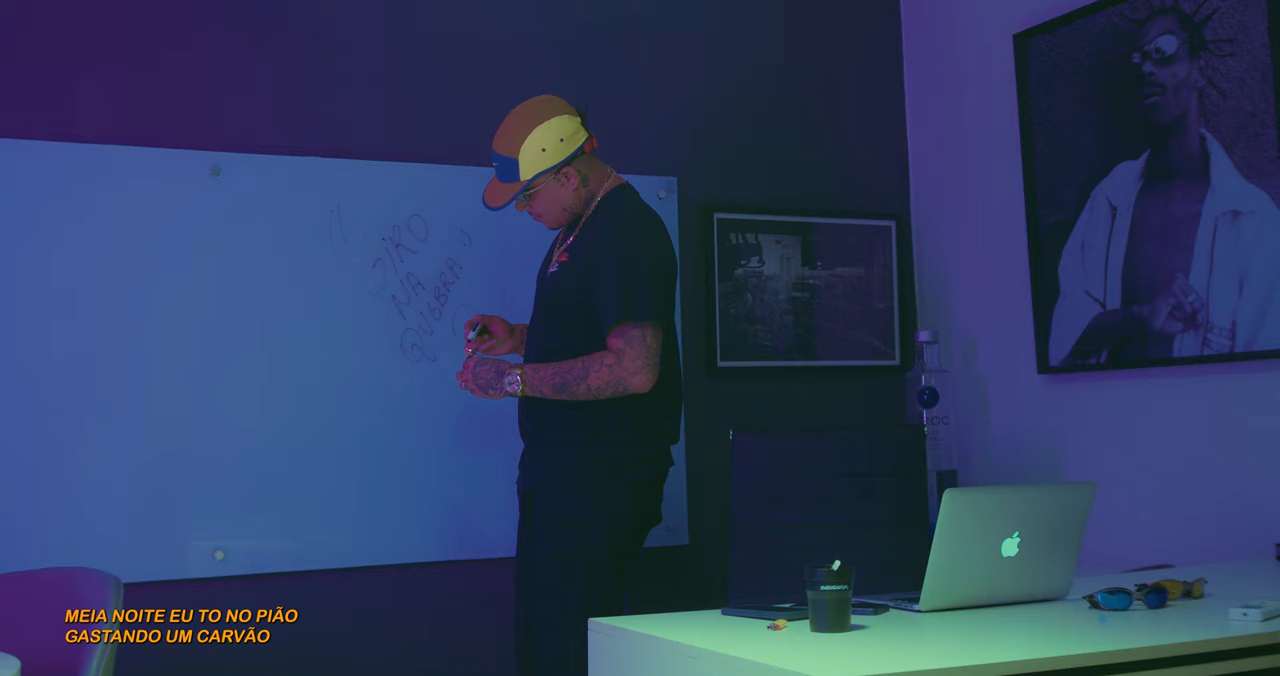 " GIRO "
NA
QUEBRA
MEIA NOITE EU TO NO PIÃO
GASTANDO UM CARVÃO